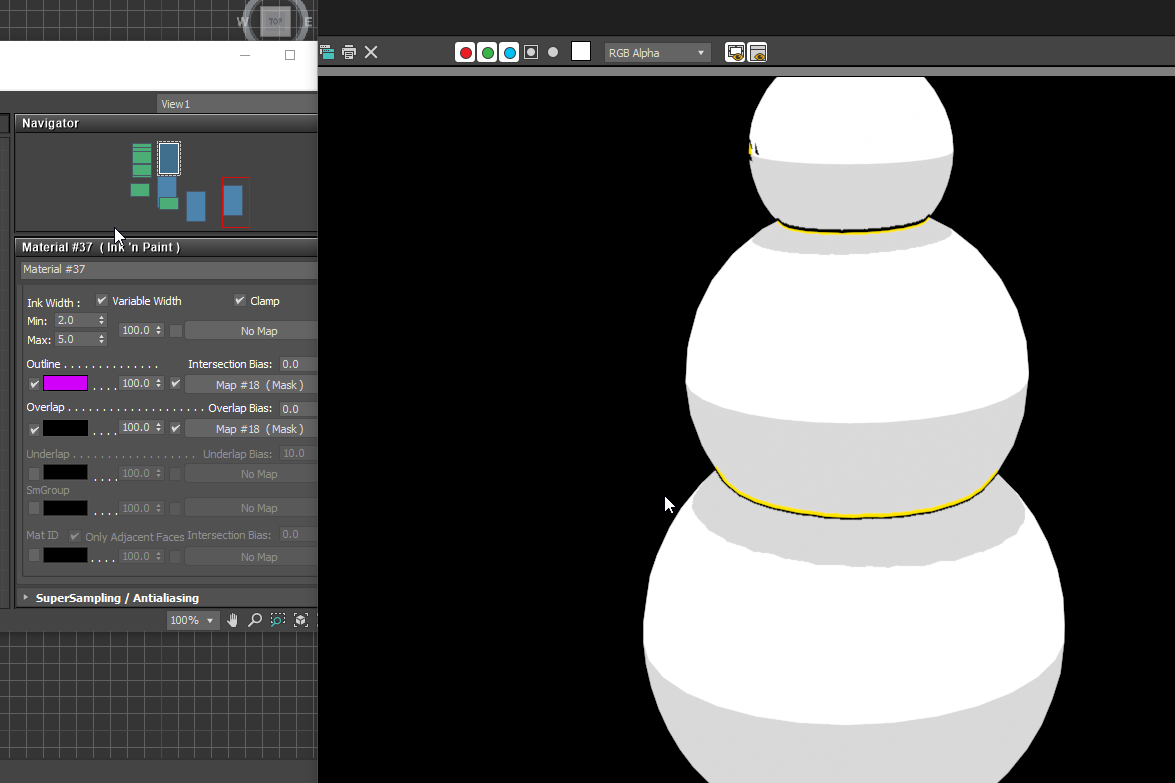 W TOP E
RGB Alpha
View1
Navigator
Material #37 ( Ink 'n Paint )
Material #37
Ink Width : Variable Width Clamp
Min: 2.0
100.0 No Map
Max: 5.0
Outline . . . . . . . . . . . . . . Intersection Bias: 0.0
. . . . 100.0 Map #18 ( Mask )
Overlap . . . . . . . . . . . . . . . . . . . . Overlap Bias: 0.0
. . . . 100.0 Map #18 ( Mask )
Underlap . . . . . . . . . . . . . . . . . . Underlap Bias: 10.0
. . . . 100.0 No Map
SmGroup
. . . . 100.0 No Map
Mat ID Only Adjacent Faces Intersection Bias: 0.0
. . . . 100.0 No Map
SuperSampling / Antialiasing
100%